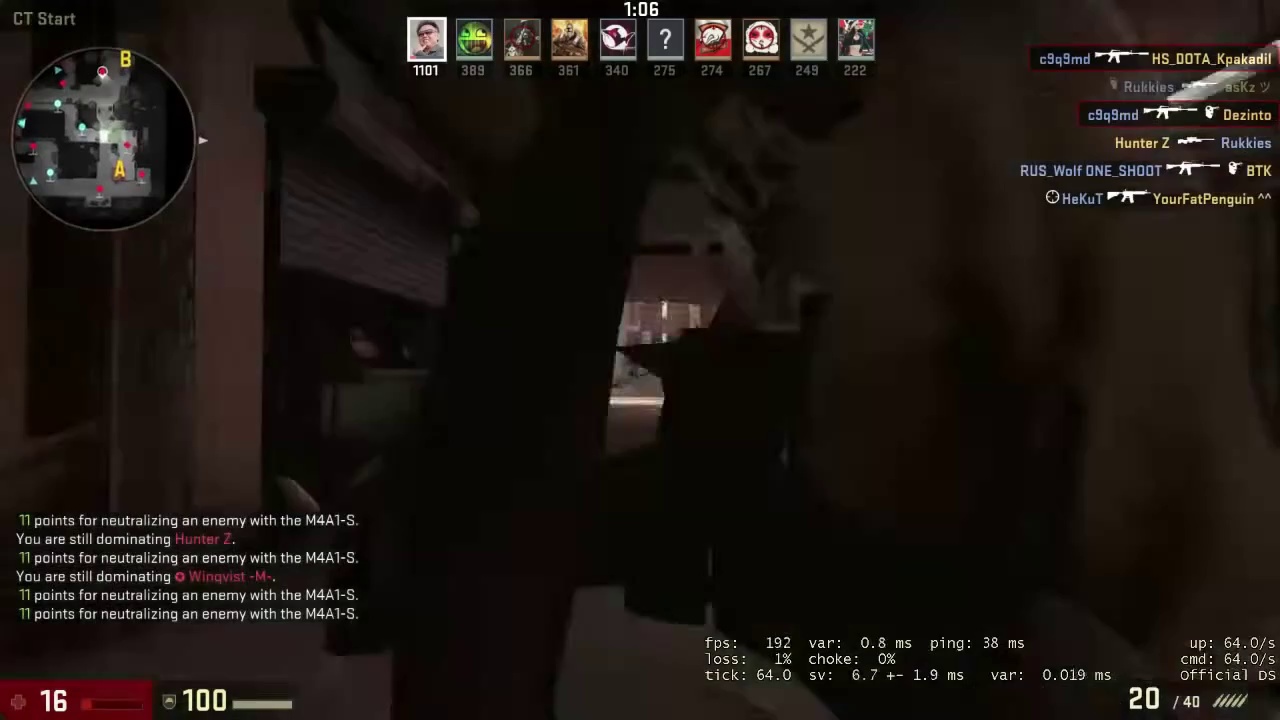 CT Start
1:06
B
A
?
1101 389 366 361 340 275 274 267 249 222
c9q9md HS_DOTA_Kpakadil
Rukkies asKz ツ
c9q9md Dezinto
Hunter Z Rukkies
RUS_Wolf ONE_SHOOT BTK
HeKuT YourFatPenguin ^^
11 points for neutralizing an enemy with the M4A1-S.
You are still dominating Hunter Z.
11 points for neutralizing an enemy with the M4A1-S.
You are still dominating Winqvist -M-.
11 points for neutralizing an enemy with the M4A1-S.
11 points for neutralizing an enemy with the M4A1-S.
fps: 192 var: 0.8 ms ping: 38 ms up: 64.0/s
loss: 1% choke: 0% cmd: 64.0/s
tick: 64.0 sv: 6.7 +- 1.9 ms var: 0.019 ms Official DS
16 100 20 / 40